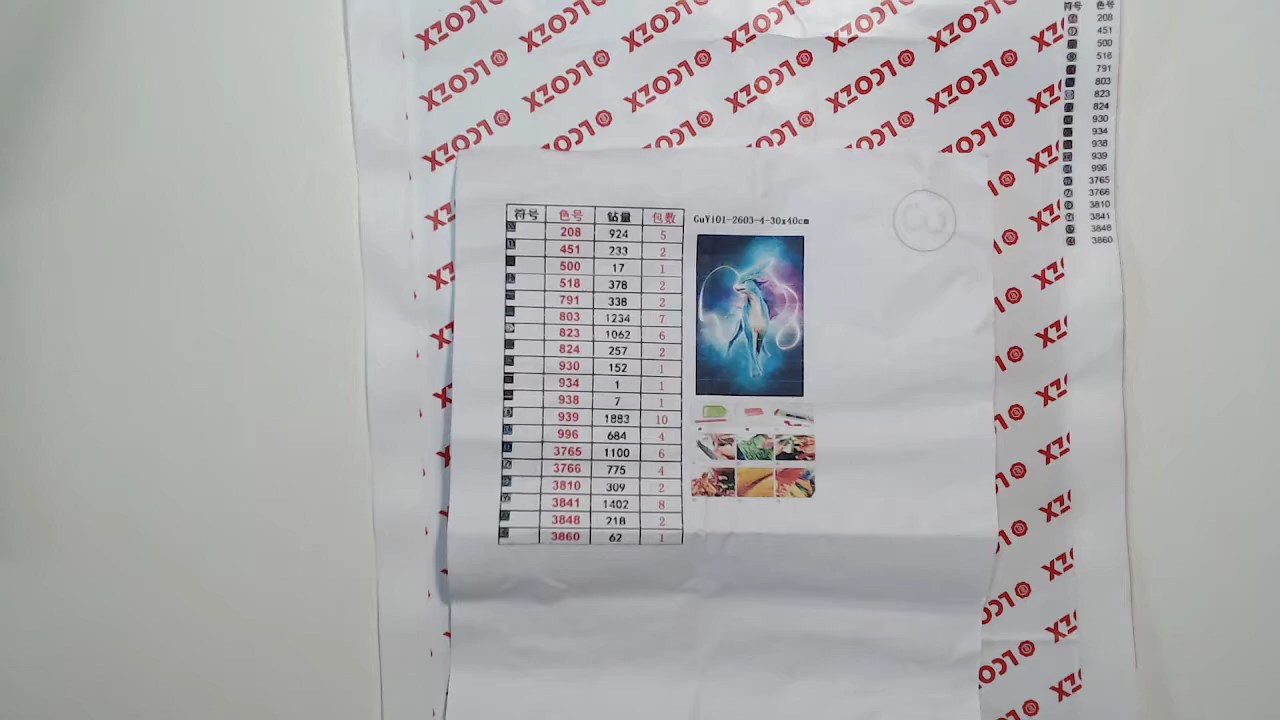 符号 色号 钻量 包数
208 924 5
451 233 2
500 17 1
518 378 2
791 338 2
803 1234 7
823 1062 6
824 257 2
930 152 1
934 1 1
938 7 1
939 1883 10
996 684 4
3765 1100 6
3766 775 4
3810 309 2
3841 1402 8
3848 218 2
3860 62 1
GuYi01-2603-4-30x40cm
XZOCOL
符号 色号
208
451
500
518
791
803
823
824
930
934
938
939
996
3765
3766
3810
3841
3848
3860